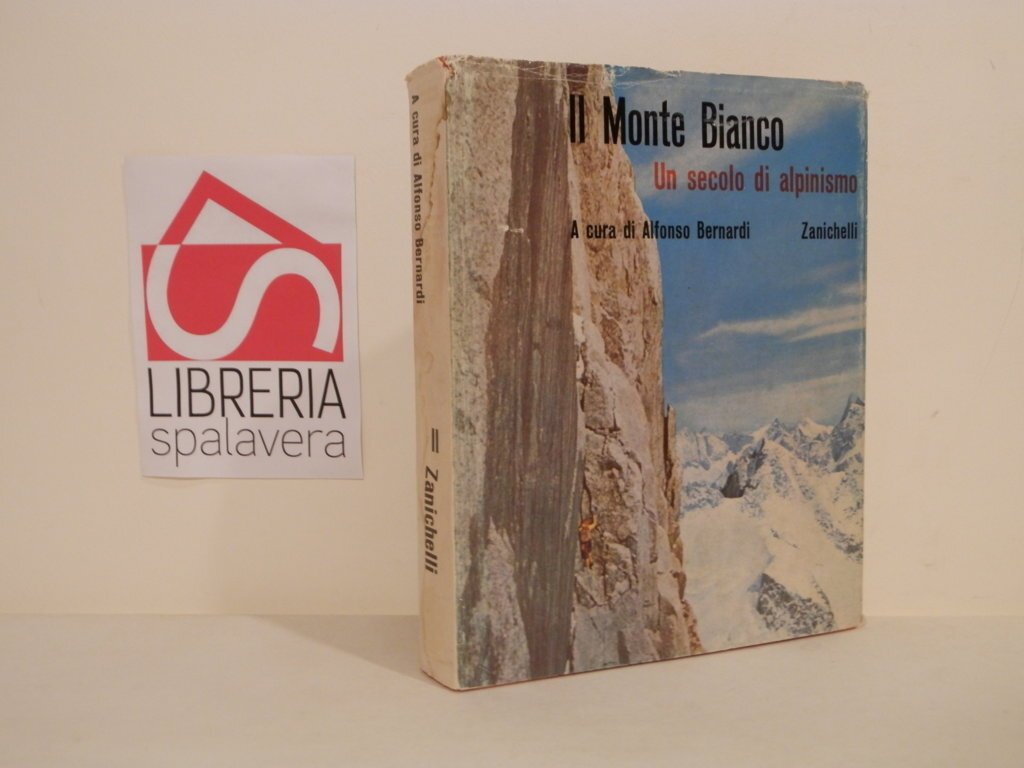 LIBRERIA
spalavera
A cura di Alfonso Bernardi
Zanichelli
Il Monte Bianco
Un secolo di alpinismo
A cura di Alfonso Bernardi Zanichelli